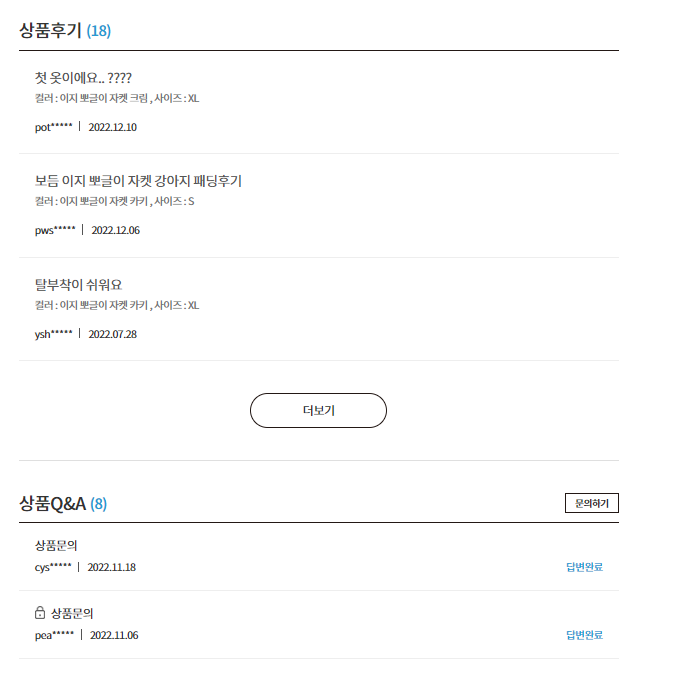 상품후기 (18)
첫 옷이에요.. ????
컬러 : 이지 뽀글이 자켓 크림 , 사이즈 : XL
pot***** | 2022.12.10
보듬 이지 뽀글이 자켓 강아지 패딩후기
컬러 : 이지 뽀글이 자켓 카키 , 사이즈 : S
pws***** | 2022.12.06
탈부착이 쉬워요
컬러 : 이지 뽀글이 자켓 카키 , 사이즈 : XL
ysh***** | 2022.07.28
더보기
상품Q&A (8) 문의하기
상품문의
cys***** | 2022.11.18 답변완료
상품문의
pea***** | 2022.11.06 답변완료